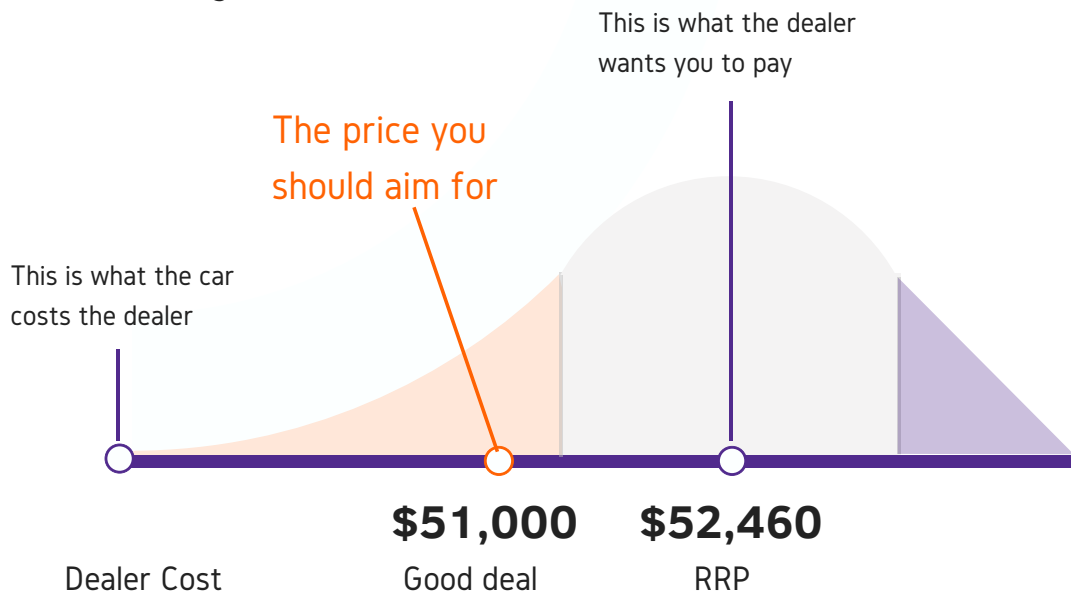 This is what the dealer
wants you to pay
The price you
should aim for
This is what the car
costs the dealer
$51,000
$52,460
Dealer Cost
Good deal
RRP